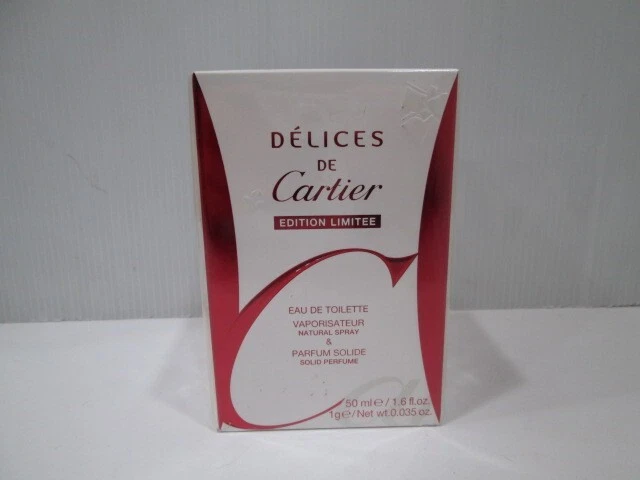 DÉLICES
DE
Cartier
EDITION LIMITEE
EAU DE TOILETTE
VAPORISATEUR
NATURAL SPRAY
&
PARFUM SOLIDE
SOLID PERFUME
50 ml℮/1.6 fl.oz.
1g℮/Net wt.0.035 oz.